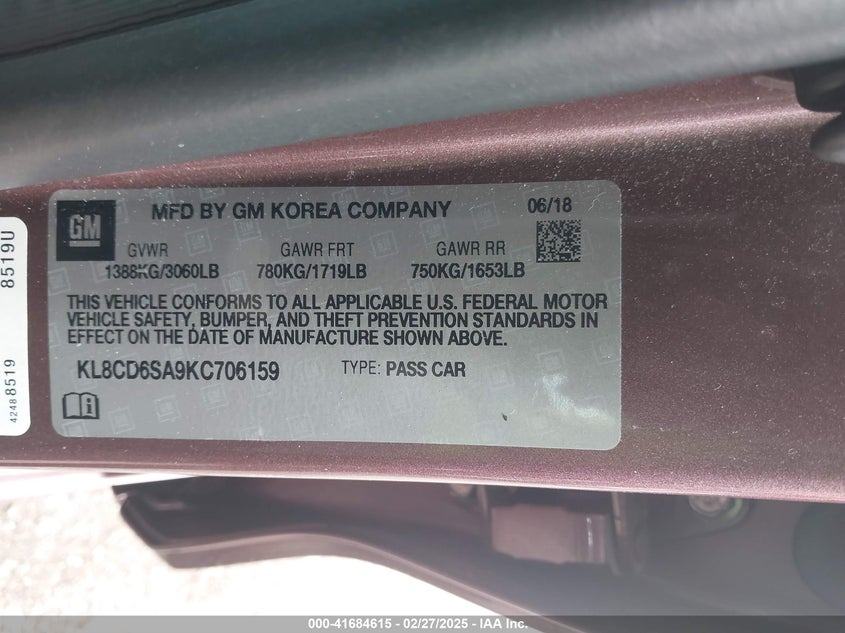 GM
MFD BY GM KOREA COMPANY
06/18
GVWR GAWR FRT GAWR RR
1388KG/3060LB 780KG/1719LB 750KG/1653LB
THIS VEHICLE CONFORMS TO ALL APPLICABLE U.S. FEDERAL MOTOR
VEHICLE SAFETY, BUMPER, AND THEFT PREVENTION STANDARDS IN
EFFECT ON THE DATE OF MANUFACTURE SHOWN ABOVE.
KL8CD6SA9KC706159 TYPE: PASS CAR
8519U
42488519
000-41684615 - 02/27/2025 - IAA Inc.